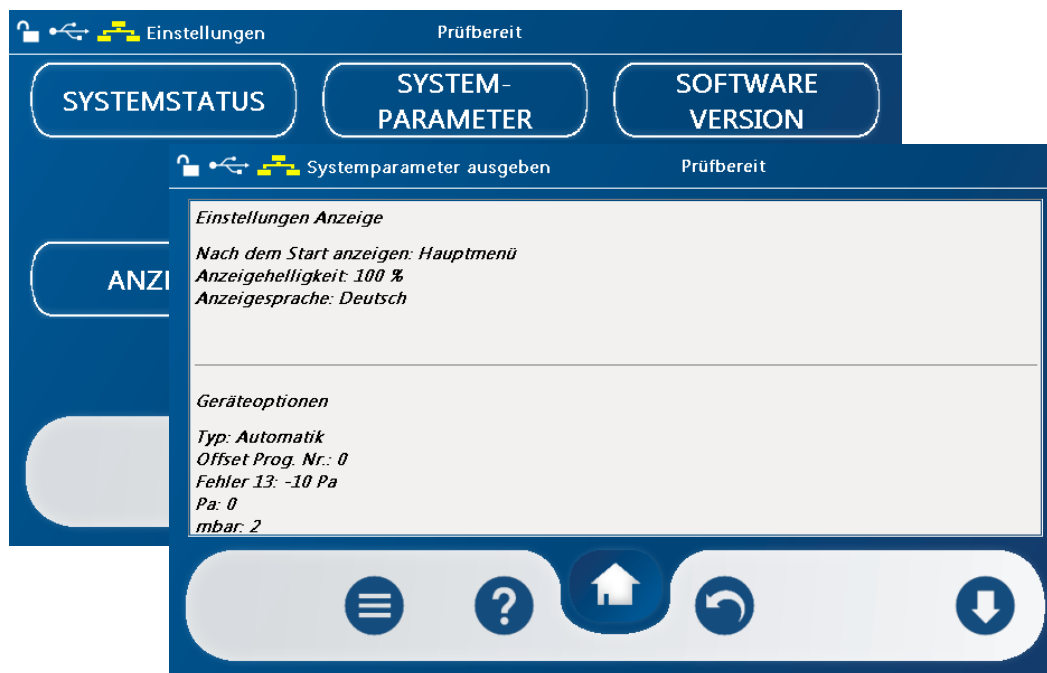 Einstellungen Prüfbereit
SYSTEMSTATUS
SYSTEM-
PARAMETER
SOFTWARE
VERSION
ANZE
Systemparameter ausgeben Prüfbereit
Einstellungen Anzeige
Nach dem Start anzeigen: Hauptmenü
Anzeigehelligkeit: 100 %
Anzeigesprache: Deutsch
Geräteoptionen
Typ: Automatik
Offset Prog. Nr.: 0
Fehler 13: -10 Pa
Pa: 0
mbar: 2